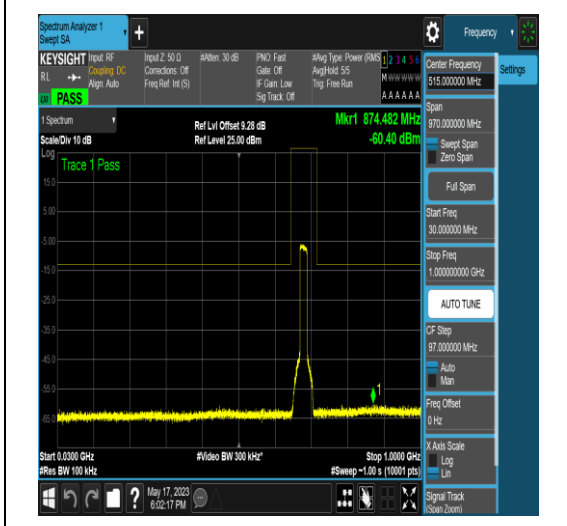 Spectrum Analyzer 1
Swept SA
Frequency
KEYSIGHT
RL
PASS
Input: RF
Coupling: DC
Align: Auto
Input Z: 50 Ω
Corrections: Off
Freq Ref: Int (S)
#Atten: 30 dB
PNO: Fast
Gate: Off
IF Gain: Low
Sig Track: Off
#Avg Type: Power (RMS
Avg|Hold: 5/5
Trig: Free Run
1 2 3 4 5 6
M W W W W W
A A A A A A
Settings
Center Frequency
515.000000 MHz
Span
970.000000 MHz
Swept Span
Zero Span
Full Span
Start Freq
30.000000 MHz
Stop Freq
1.000000000 GHz
AUTO TUNE
CF Step
97.000000 MHz
Auto
Man
Freq Offset
0 Hz
X Axis Scale
Log
Lin
Signal Track
(Span Zoom)
1 Spectrum
Scale/Div 10 dB
Ref Lvl Offset 9.28 dB
Ref Level 25.00 dBm
Mkr1 874.482 MHz
-60.40 dBm
Log
Trace 1 Pass
15.0
5.00
-5.00
-15.0
-25.0
-35.0
-45.0
-55.0
-65.0
1
Start 0.0300 GHz
#Res BW 100 kHz
#Video BW 300 kHz*
Stop 1.0000 GHz
#Sweep ~1.00 s (10001 pts)
May 17, 2023
6:02:17 PM